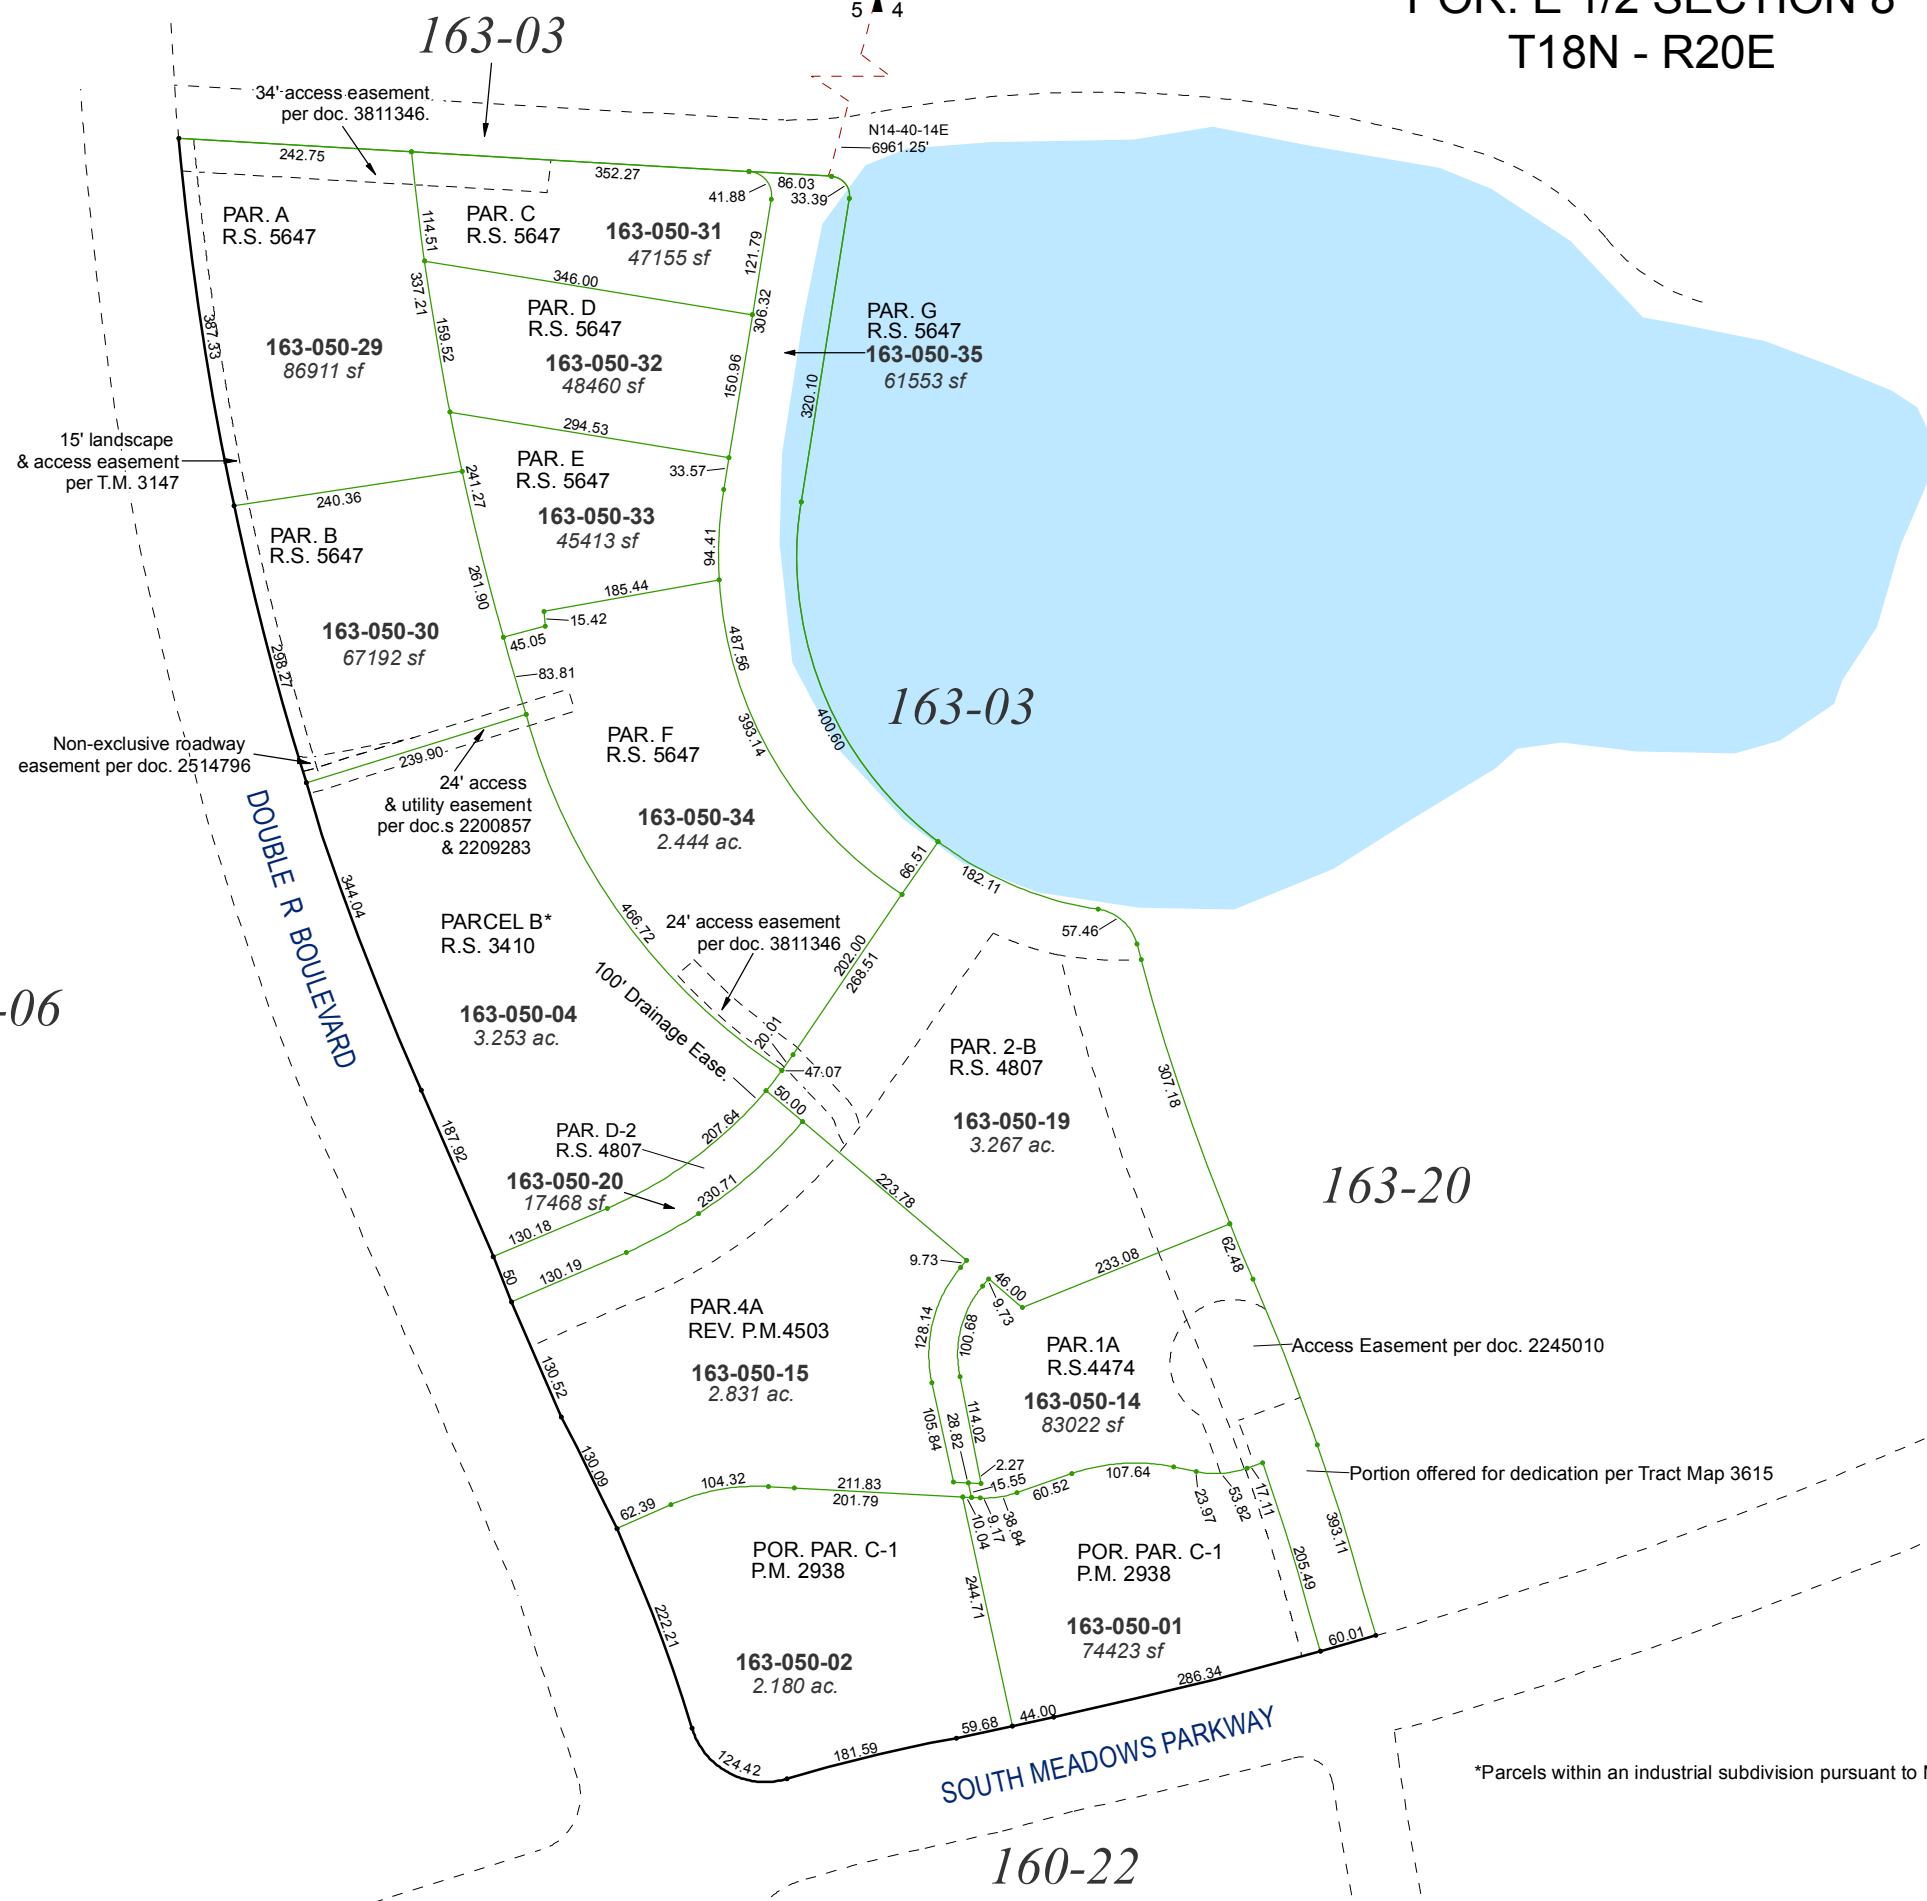 POR. E 1/2 SECTION 8
T18N - R20E
5 4
163-03
34' access easement
per doc. 3811346.
N14-40-14E
6961.25'
242.75
352.27
86.03
41.88
33.39
PAR. A
R.S. 5647
PAR. C
R.S. 5647
163-050-31
47155 sf
114.51
121.79
346.00
337.21
306.32
PAR. D
R.S. 5647
163-050-32
48460 sf
PAR. G
R.S. 5647
163-050-35
61553 sf
387.33
163-050-29
86911 sf
159.52
150.96
320.10
294.53
15' landscape
& access easement
per T.M. 3147
PAR. E
R.S. 5647
33.57
240.36
241.27
163-050-33
45413 sf
PAR. B
R.S. 5647
94.41
261.90
185.44
15.42
45.05
163-050-30
67192 sf
298.27
83.81
487.56
163-03
393.14
400.60
PAR. F
R.S. 5647
Non-exclusive roadway
easement per doc. 2514796
239.90
24' access
& utility easement
per doc.s 2200857
& 2209283
163-050-34
2.444 ac.
DOUBLE R BOULEVARD
344.04
66.51
182.11
PARCEL B*
R.S. 3410
466.72
24' access easement
per doc. 3811346
57.46
202.00
268.51
-06
163-050-04
3.253 ac.
100' Drainage Ease.
20.01
47.07
50.00
PAR. 2-B
R.S. 4807
307.18
163-050-19
3.267 ac.
187.92
207.64
PAR. D-2
R.S. 4807
163-050-20
17468 sf
230.71
223.78
163-20
130.18
130.19
50
9.73
233.08
62.48
46.00
9.73
PAR.4A
REV. P.M.4503
128.14
100.68
PAR.1A
R.S.4474
Access Easement per doc. 2245010
163-050-15
2.831 ac.
130.52
163-050-14
83022 sf
105.84
28.82
114.02
130.09
104.32
211.83
2.27
15.55
107.64
Portion offered for dedication per Tract Map 3615
62.39
201.79
60.52
10.04
9.17
38.84
23.97
53.82
17.11
393.11
POR. PAR. C-1
P.M. 2938
POR. PAR. C-1
P.M. 2938
244.71
205.49
222.21
163-050-01
74423 sf
163-050-02
2.180 ac.
60.01
286.34
44.00
59.68
181.59
124.42
SOUTH MEADOWS PARKWAY
*Parcels within an industrial subdivision pursuant to
160-22